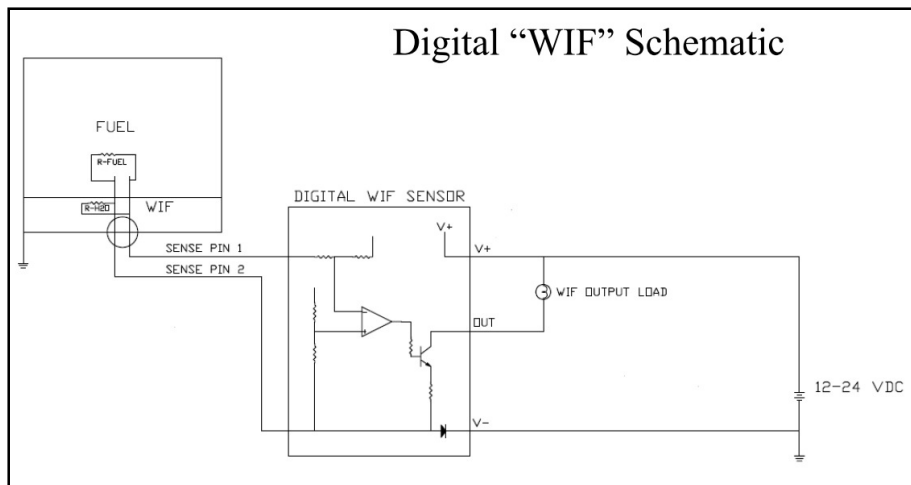 Digital “WIF” Schematic
FUEL
R-FUEL
R-H2O
WIF
DIGITAL WIF SENSOR
SENSE PIN 1
SENSE PIN 2
V+
V+
WIF OUTPUT LOAD
OUT
12-24 VDC
V-